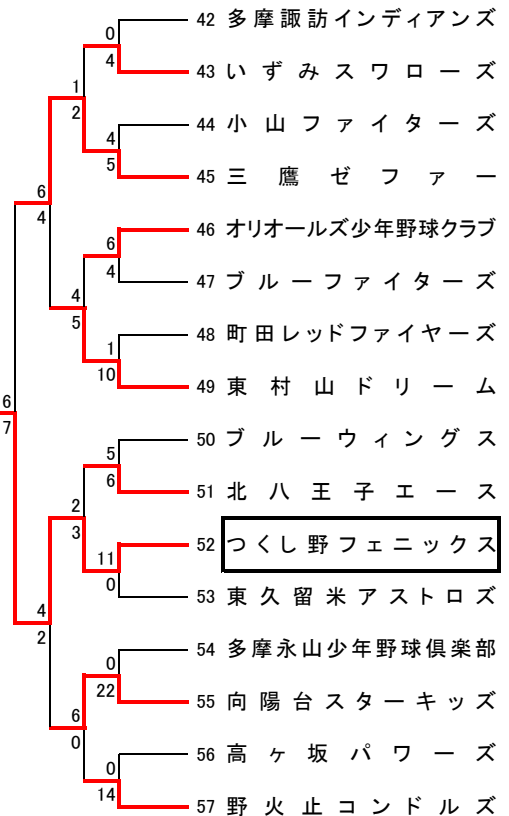 42 多摩諏訪インディアンズ
0
4
43 いずみスワローズ
1
2
44 小山ファイターズ
4
5
45 三鷹ゼファー
6
4
46 オリオールズ少年野球クラブ
6
4
47 ブルーファイターズ
4
5
48 町田レッドファイヤーズ
1
10
49 東村山ドリーム
6
7
50 ブルーウィングス
5
6
51 北八王子エース
2
3
52 つくし野フェニックス
11
0
53 東久留米アストロズ
4
2
54 多摩永山少年野球倶楽部
0
22
55 向陽台スターキッズ
6
0
56 高ヶ坂パワーズ
0
14
57 野火止コンドルズ